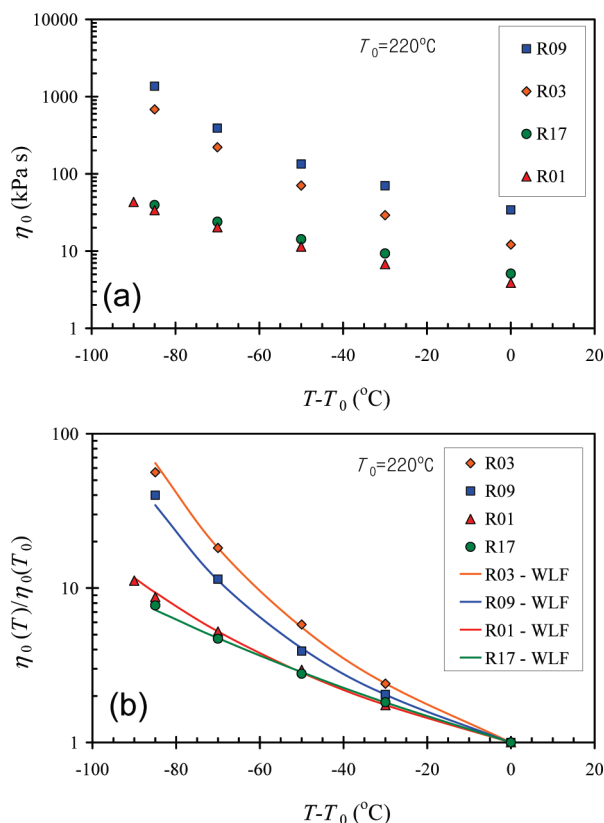 10000
1000
100
10
1
η₀ (kPa s)
T₀=220°C
R09
R03
R17
R01
(a)
-100 -80 -60 -40 -20 0 20
T-T₀ (°C)
100
10
1
η₀(T)/η₀(T₀)
T₀=220°C
R03
R09
R01
R17
R03 - WLF
R09 - WLF
R01 - WLF
R17 - WLF
(b)
-100 -80 -60 -40 -20 0 20
T-T₀ (°C)